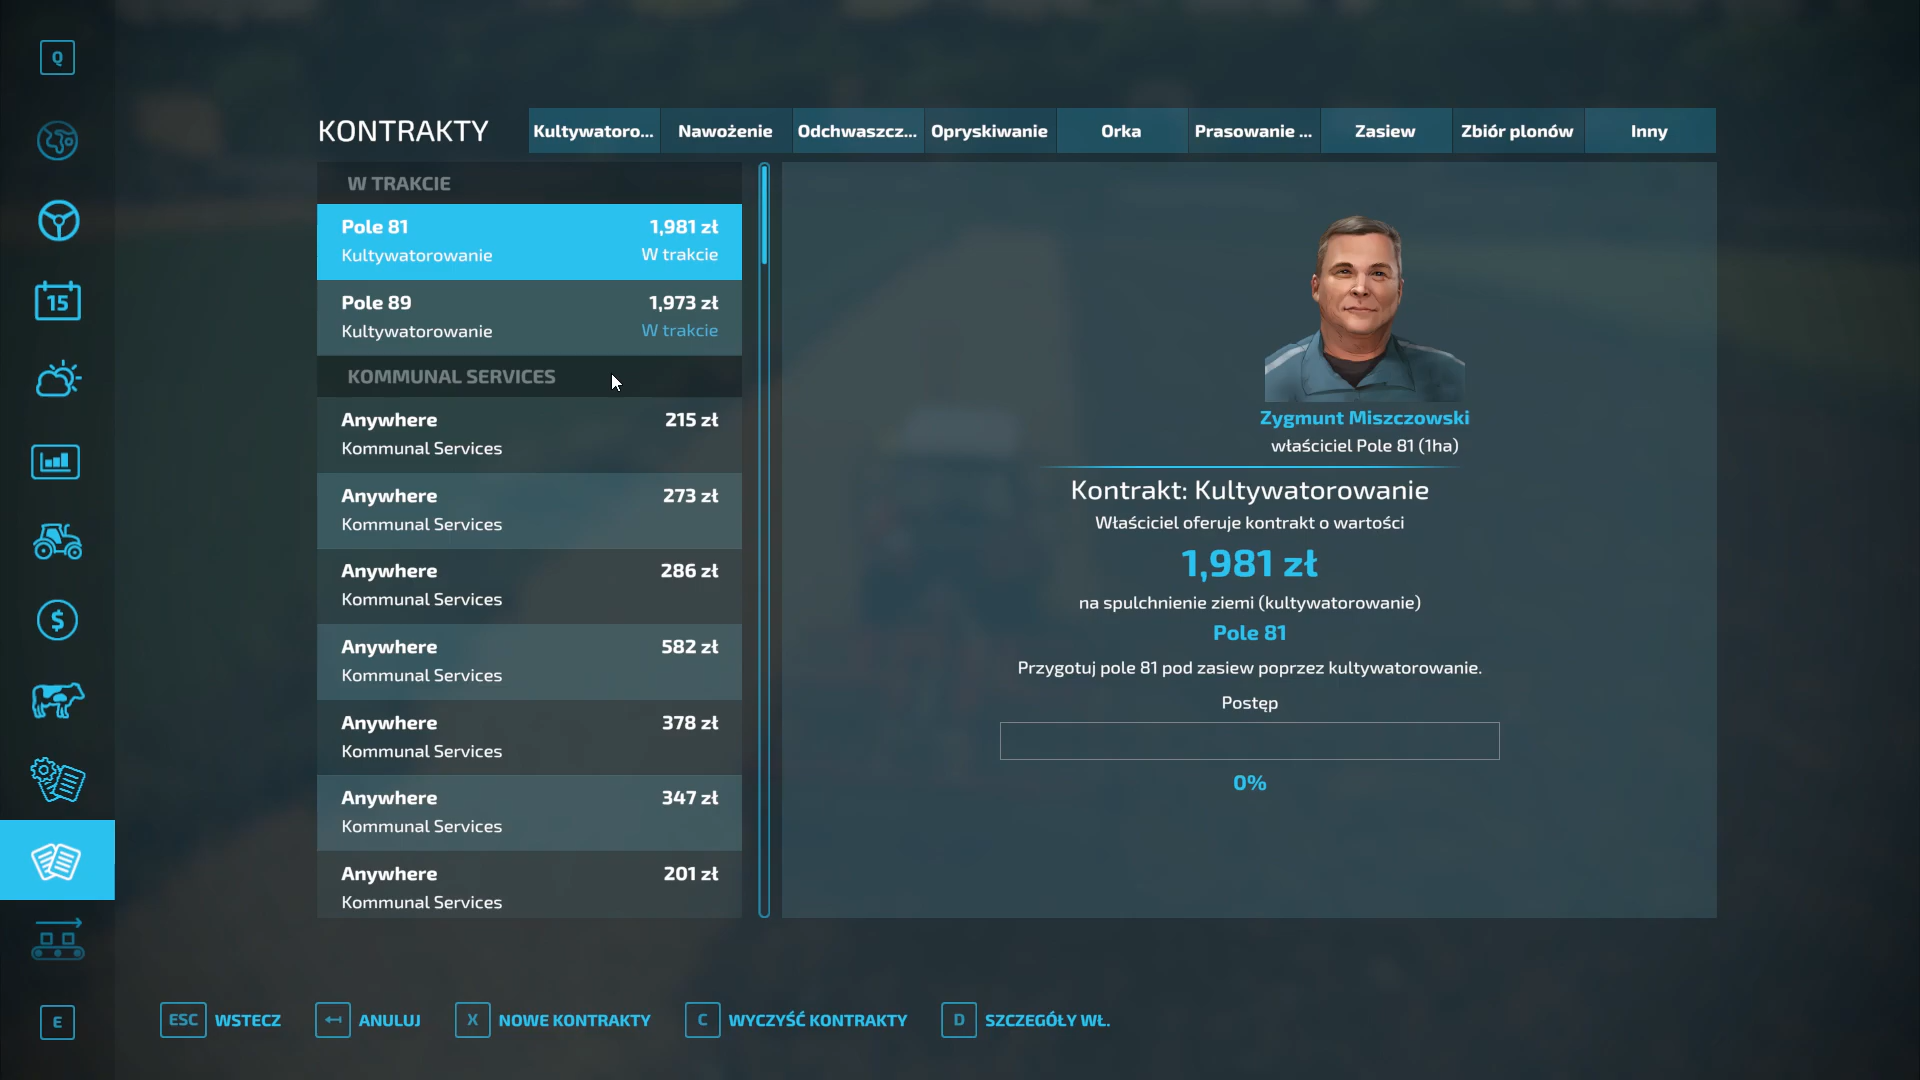 Q
KONTRAKTY
Kultywatoro...
Nawożenie
Odchwaszcz...
Opryskiwanie
Orka
Prasowanie ...
Zasiew
Zbiór plonów
Inny
W TRAKCIE
Pole 81 1,981 zł
Kultywatorowanie W trakcie
Pole 89 1,973 zł
Kultywatorowanie W trakcie
KOMMUNAL SERVICES
Anywhere 215 zł
Kommunal Services
Anywhere 273 zł
Kommunal Services
Anywhere 286 zł
Kommunal Services
Anywhere 582 zł
Kommunal Services
Anywhere 378 zł
Kommunal Services
Anywhere 347 zł
Kommunal Services
Anywhere 201 zł
Kommunal Services
Zygmunt Miszczowski
właściciel Pole 81 (1ha)
Kontrakt: Kultywatorowanie
Właściciel oferuje kontrakt o wartości
1,981 zł
na spulchnienie ziemi (kultywatorowanie)
Pole 81
Przygotuj pole 81 pod zasiew poprzez kultywatorowanie.
Postęp
0%
15
$
E
ESC WSTECZ
ANULUJ
X NOWE KONTRAKTY
C WYCZYŚĆ KONTRAKTY
D SZCZEGÓŁY WŁ.